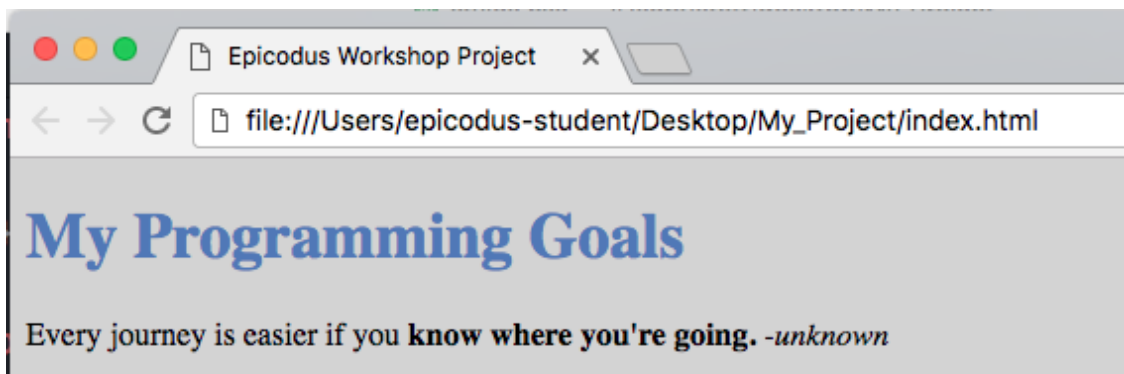 Epicodus Workshop Project
file:///Users/epicodus-student/Desktop/My_Project/index.html
My Programming Goals
Every journey is easier if you know where you're going. -unknown